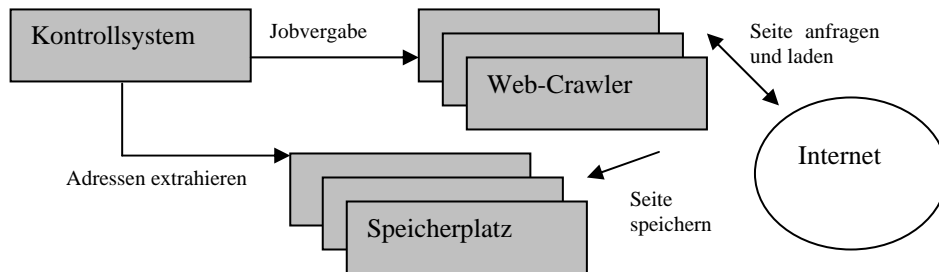 Kontrollsystem
Jobvergabe
Web-Crawler
Seite anfragen
und laden
Internet
Adressen extrahieren
Speicherplatz
Seite
speichern